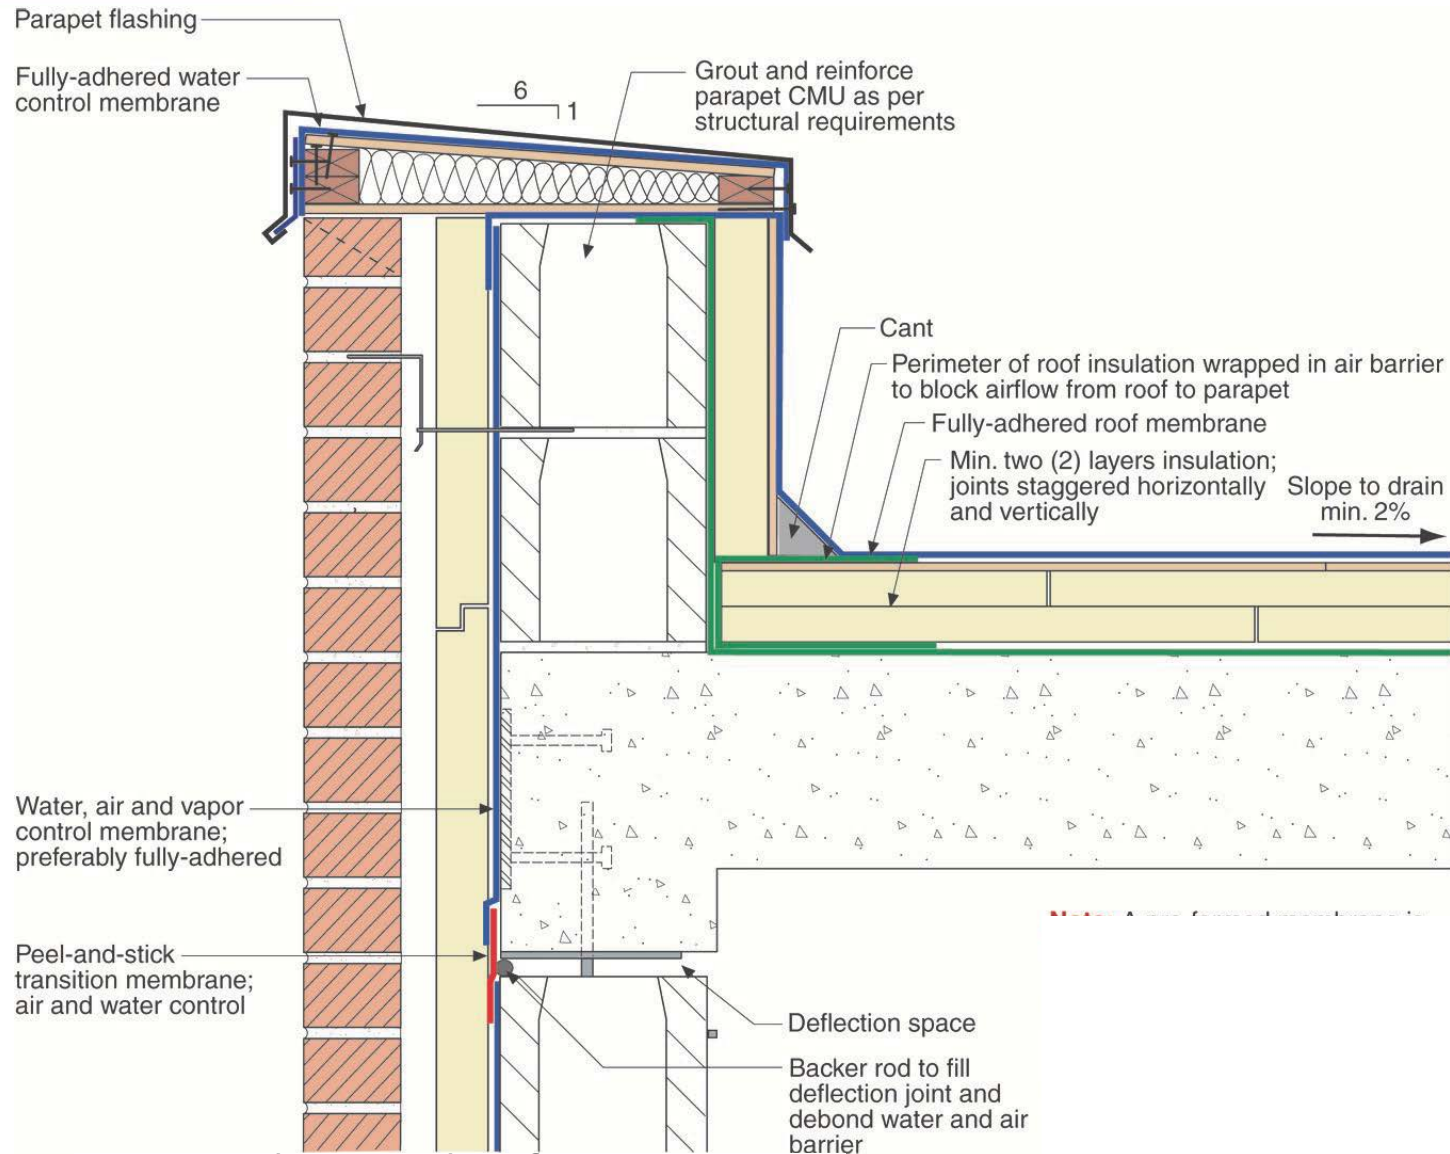 Parapet flashing
Fully-adhered water
control membrane
6
1
Grout and reinforce
parapet CMU as per
structural requirements
Cant
Perimeter of roof insulation wrapped in air barrier
to block airflow from roof to parapet
Fully-adhered roof membrane
Min. two (2) layers insulation;
joints staggered horizontally
and vertically
Slope to drain
min. 2%
Water, air and vapor
control membrane;
preferably fully-adhered
Peel-and-stick
transition membrane;
air and water control
Deflection space
Backer rod to fill
deflection joint and
debond water and air
barrier